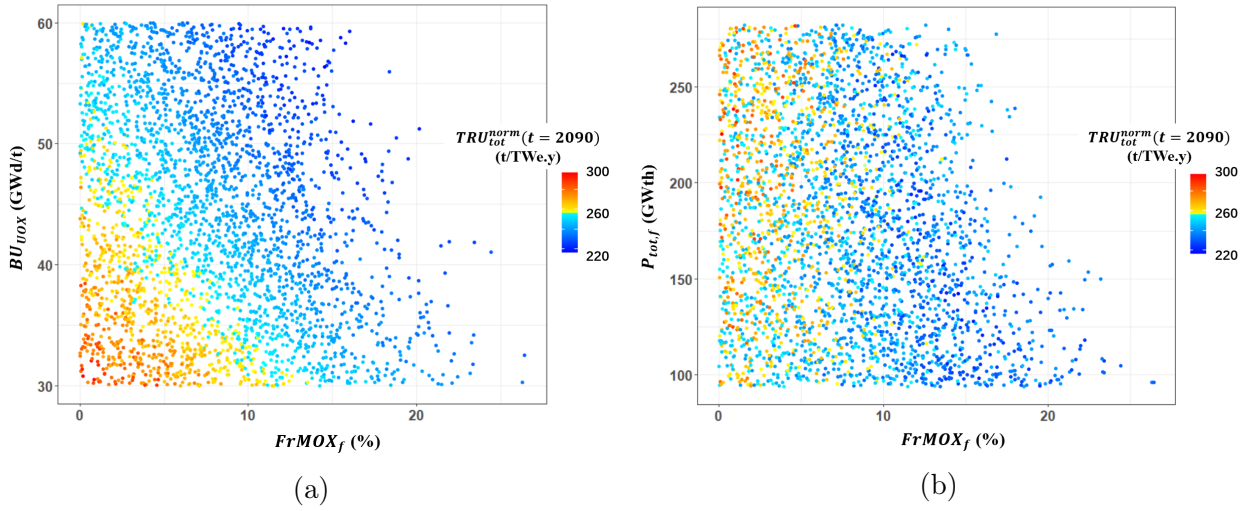 60
50
40
30
BU_UOX (GWd/t)
0
10
20
FrMOX_f (%)
TRU_tot^norm(t = 2090)
(t/TWe.y)
300
260
220
(a)
250
200
150
100
P_tot,f (GWth)
0
10
20
FrMOX_f (%)
TRU_tot^norm(t = 2090)
(t/TWe.y)
300
260
220
(b)